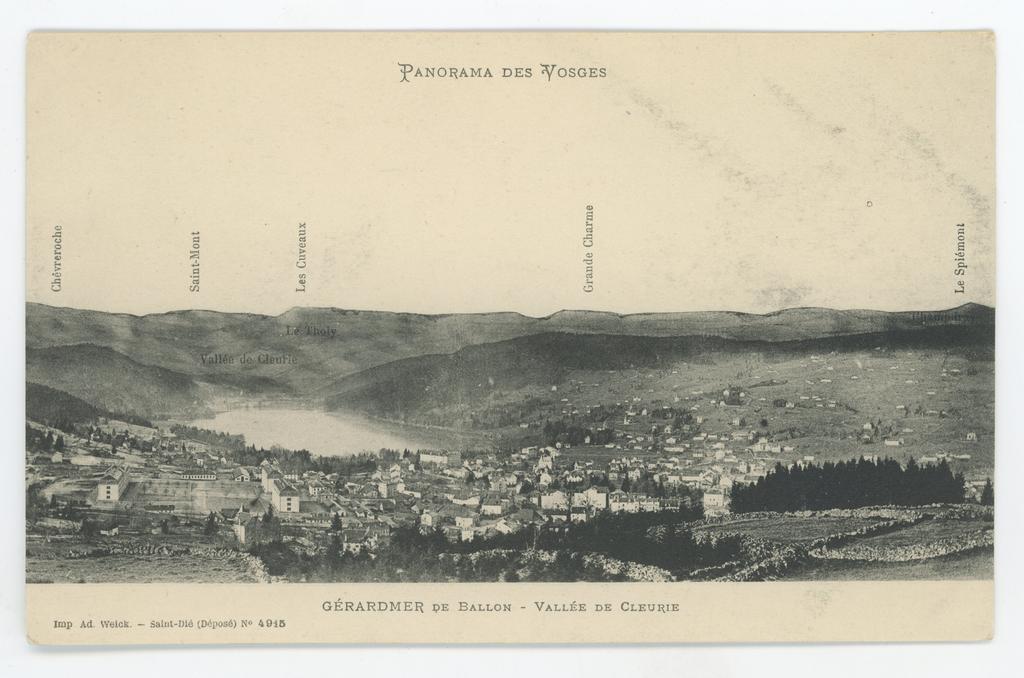 PANORAMA DES VOSGES
Chèvreroche
Saint-Mont
Les Cuveaux
Grande Charme
Le Spiémont
Le Tholy
Vallée de Cleurie
GÉRARDMER DE BALLON - VALLÉE DE CLEURIE
Imp Ad. Weick. — Saint-Dié (Déposé) Nº 4915